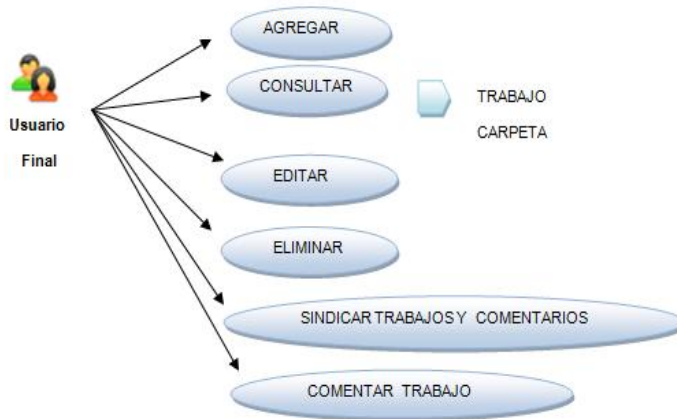 AGREGAR
CONSULTAR
TRABAJO
CARPETA
Usuario
Final
EDITAR
ELIMINAR
SINDICAR TRABAJOS Y COMENTARIOS
COMENTAR TRABAJO